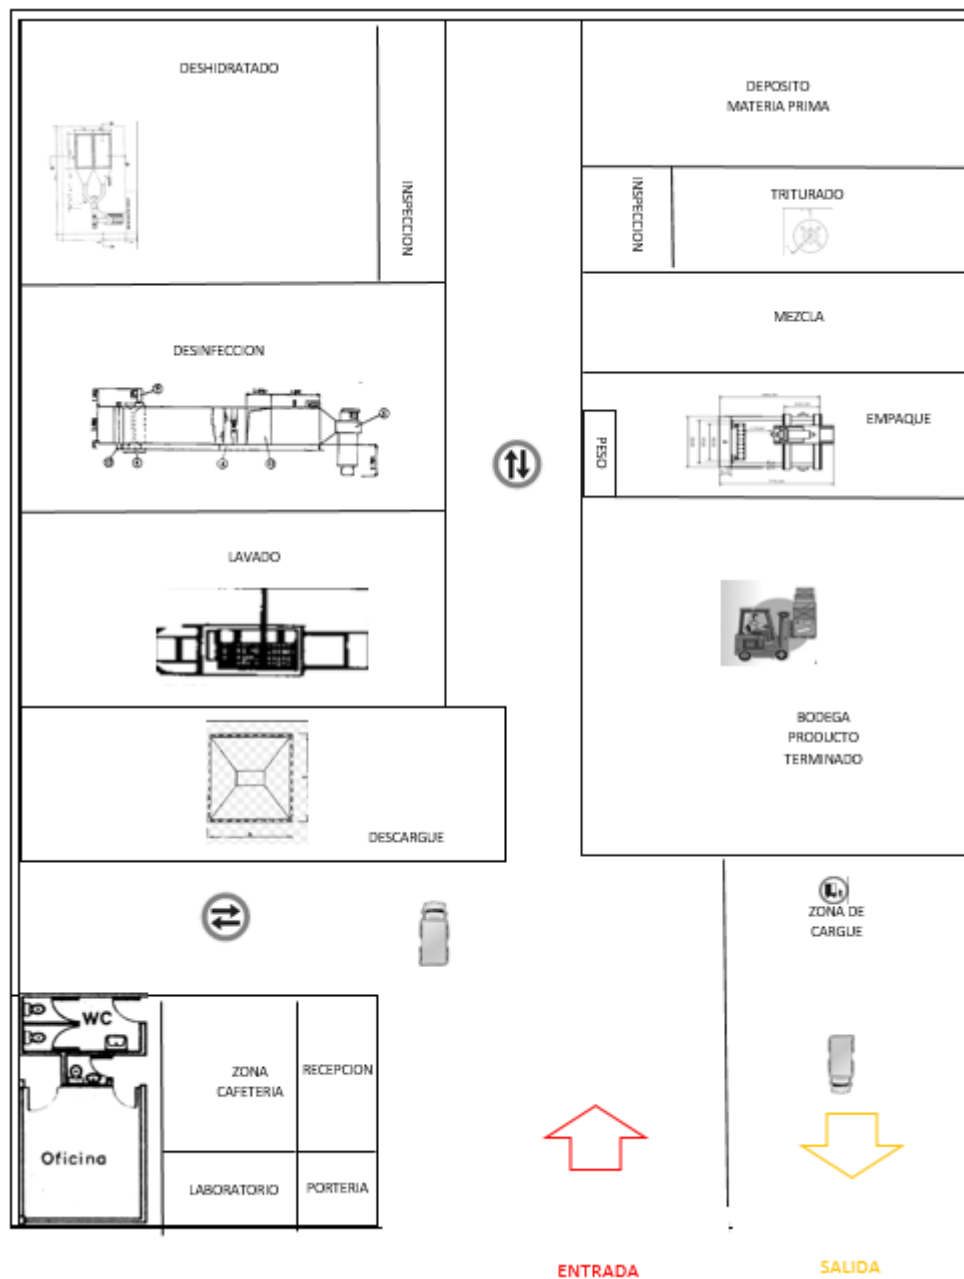 DESHIDRATADO
INSPECCION
DEPOSITO
MATERIA PRIMA
INSPECCION
TRITURADO
MEZCLA
DESINFECCION
EMPAQUE
PESO
LAVADO
BODEGA
PRODUCTO
TERMINADO
DESCARGUE
ZONA DE
CARGUE
WC
ZONA
CAFETERIA
RECEPCION
Oficina
LABORATORIO
PORTERIA
ENTRADA
SALIDA